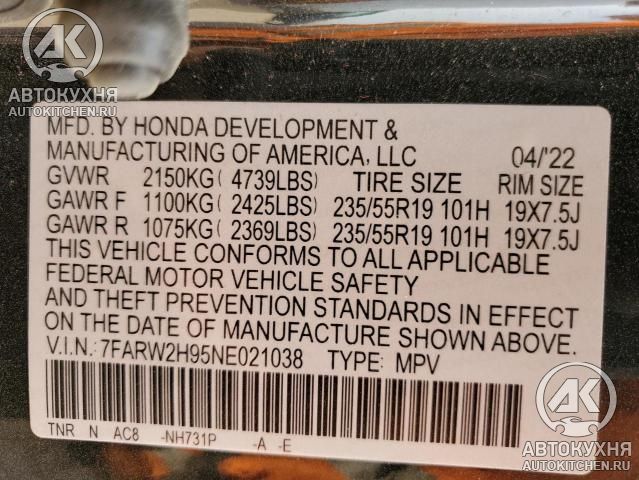 AK
АВТОКУХНЯ
AUTOKITCHEN.RU
MFD. BY HONDA DEVELOPMENT &
MANUFACTURING OF AMERICA, LLC 04/'22
GVWR 2150KG( 4739LBS) TIRE SIZE RIM SIZE
GAWR F 1100KG( 2425LBS) 235/55R19 101H 19X7.5J
GAWR R 1075KG( 2369LBS) 235/55R19 101H 19X7.5J
THIS VEHICLE CONFORMS TO ALL APPLICABLE
FEDERAL MOTOR VEHICLE SAFETY
AND THEFT PREVENTION STANDARDS IN EFFECT
ON THE DATE OF MANUFACTURE SHOWN ABOVE.
V.I.N.: 7FARW2H95NE021038 TYPE: MPV
TNR N AC8 -NH731P -A -E
AK
АВТОКУХНЯ
AUTOKITCHEN.RU